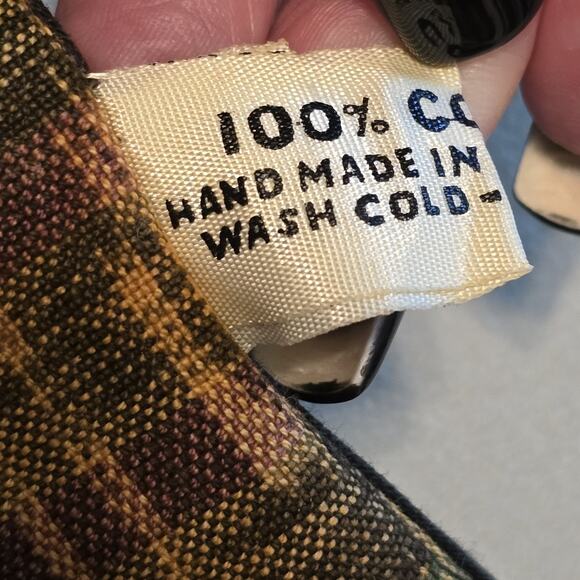 100% CO
HAND MADE IN
WASH COLD -